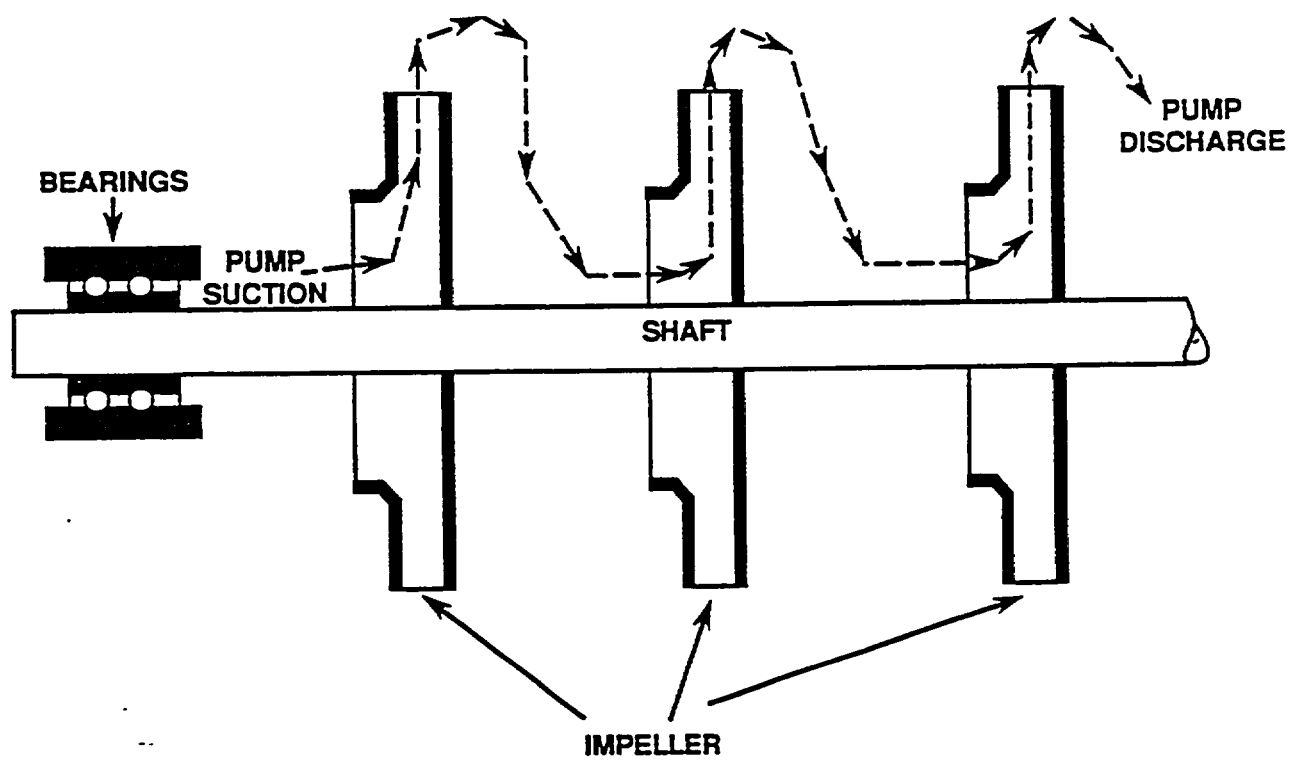 PUMP
DISCHARGE
BEARINGS
PUMP
SUCTION
SHAFT
IMPELLER